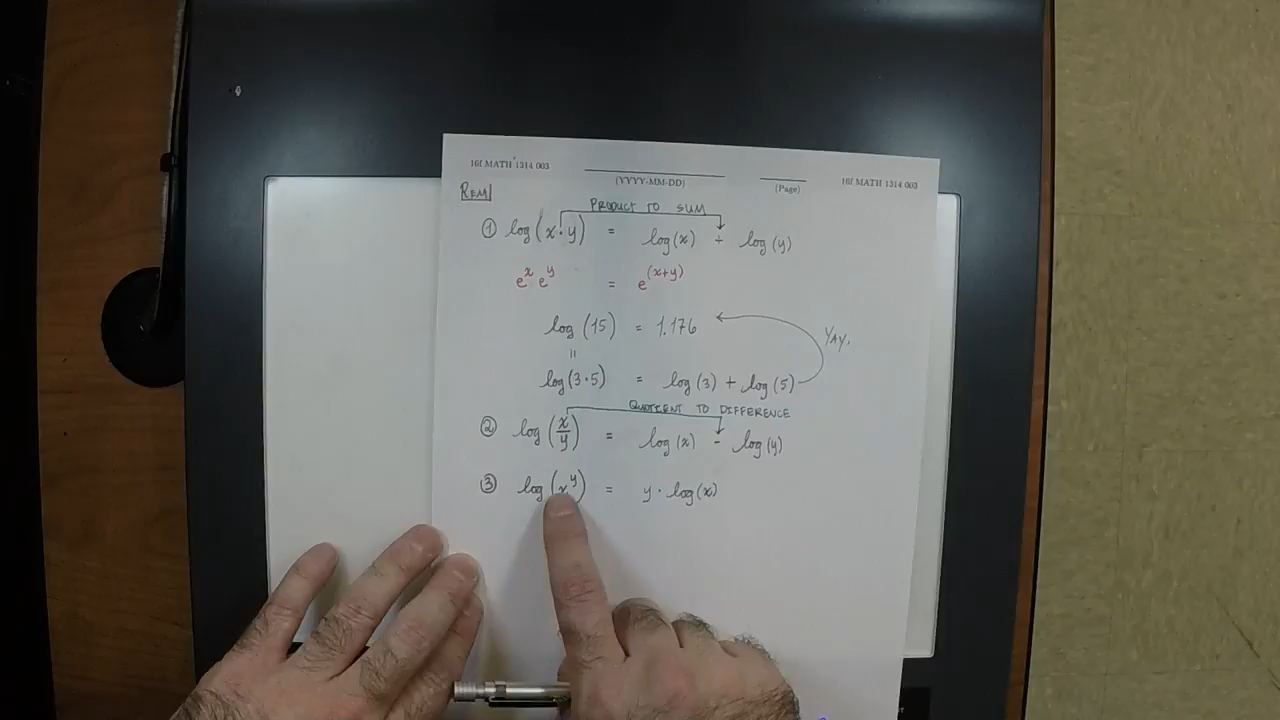 16f MATH 1314 003 (YYYY-MM-DD) (Page) 16f MATH 1314 003
REM
PRODUCT TO SUM
① log(x·y) = log(x) + log(y)
e^x e^y = e^(x+y)
log(15) = 1.176
YAY.
=
log(3·5) = log(3) + log(5)
QUOTIENT TO DIFFERENCE
② log(x/y) = log(x) - log(y)
③ log(x^y) = y · log(x)